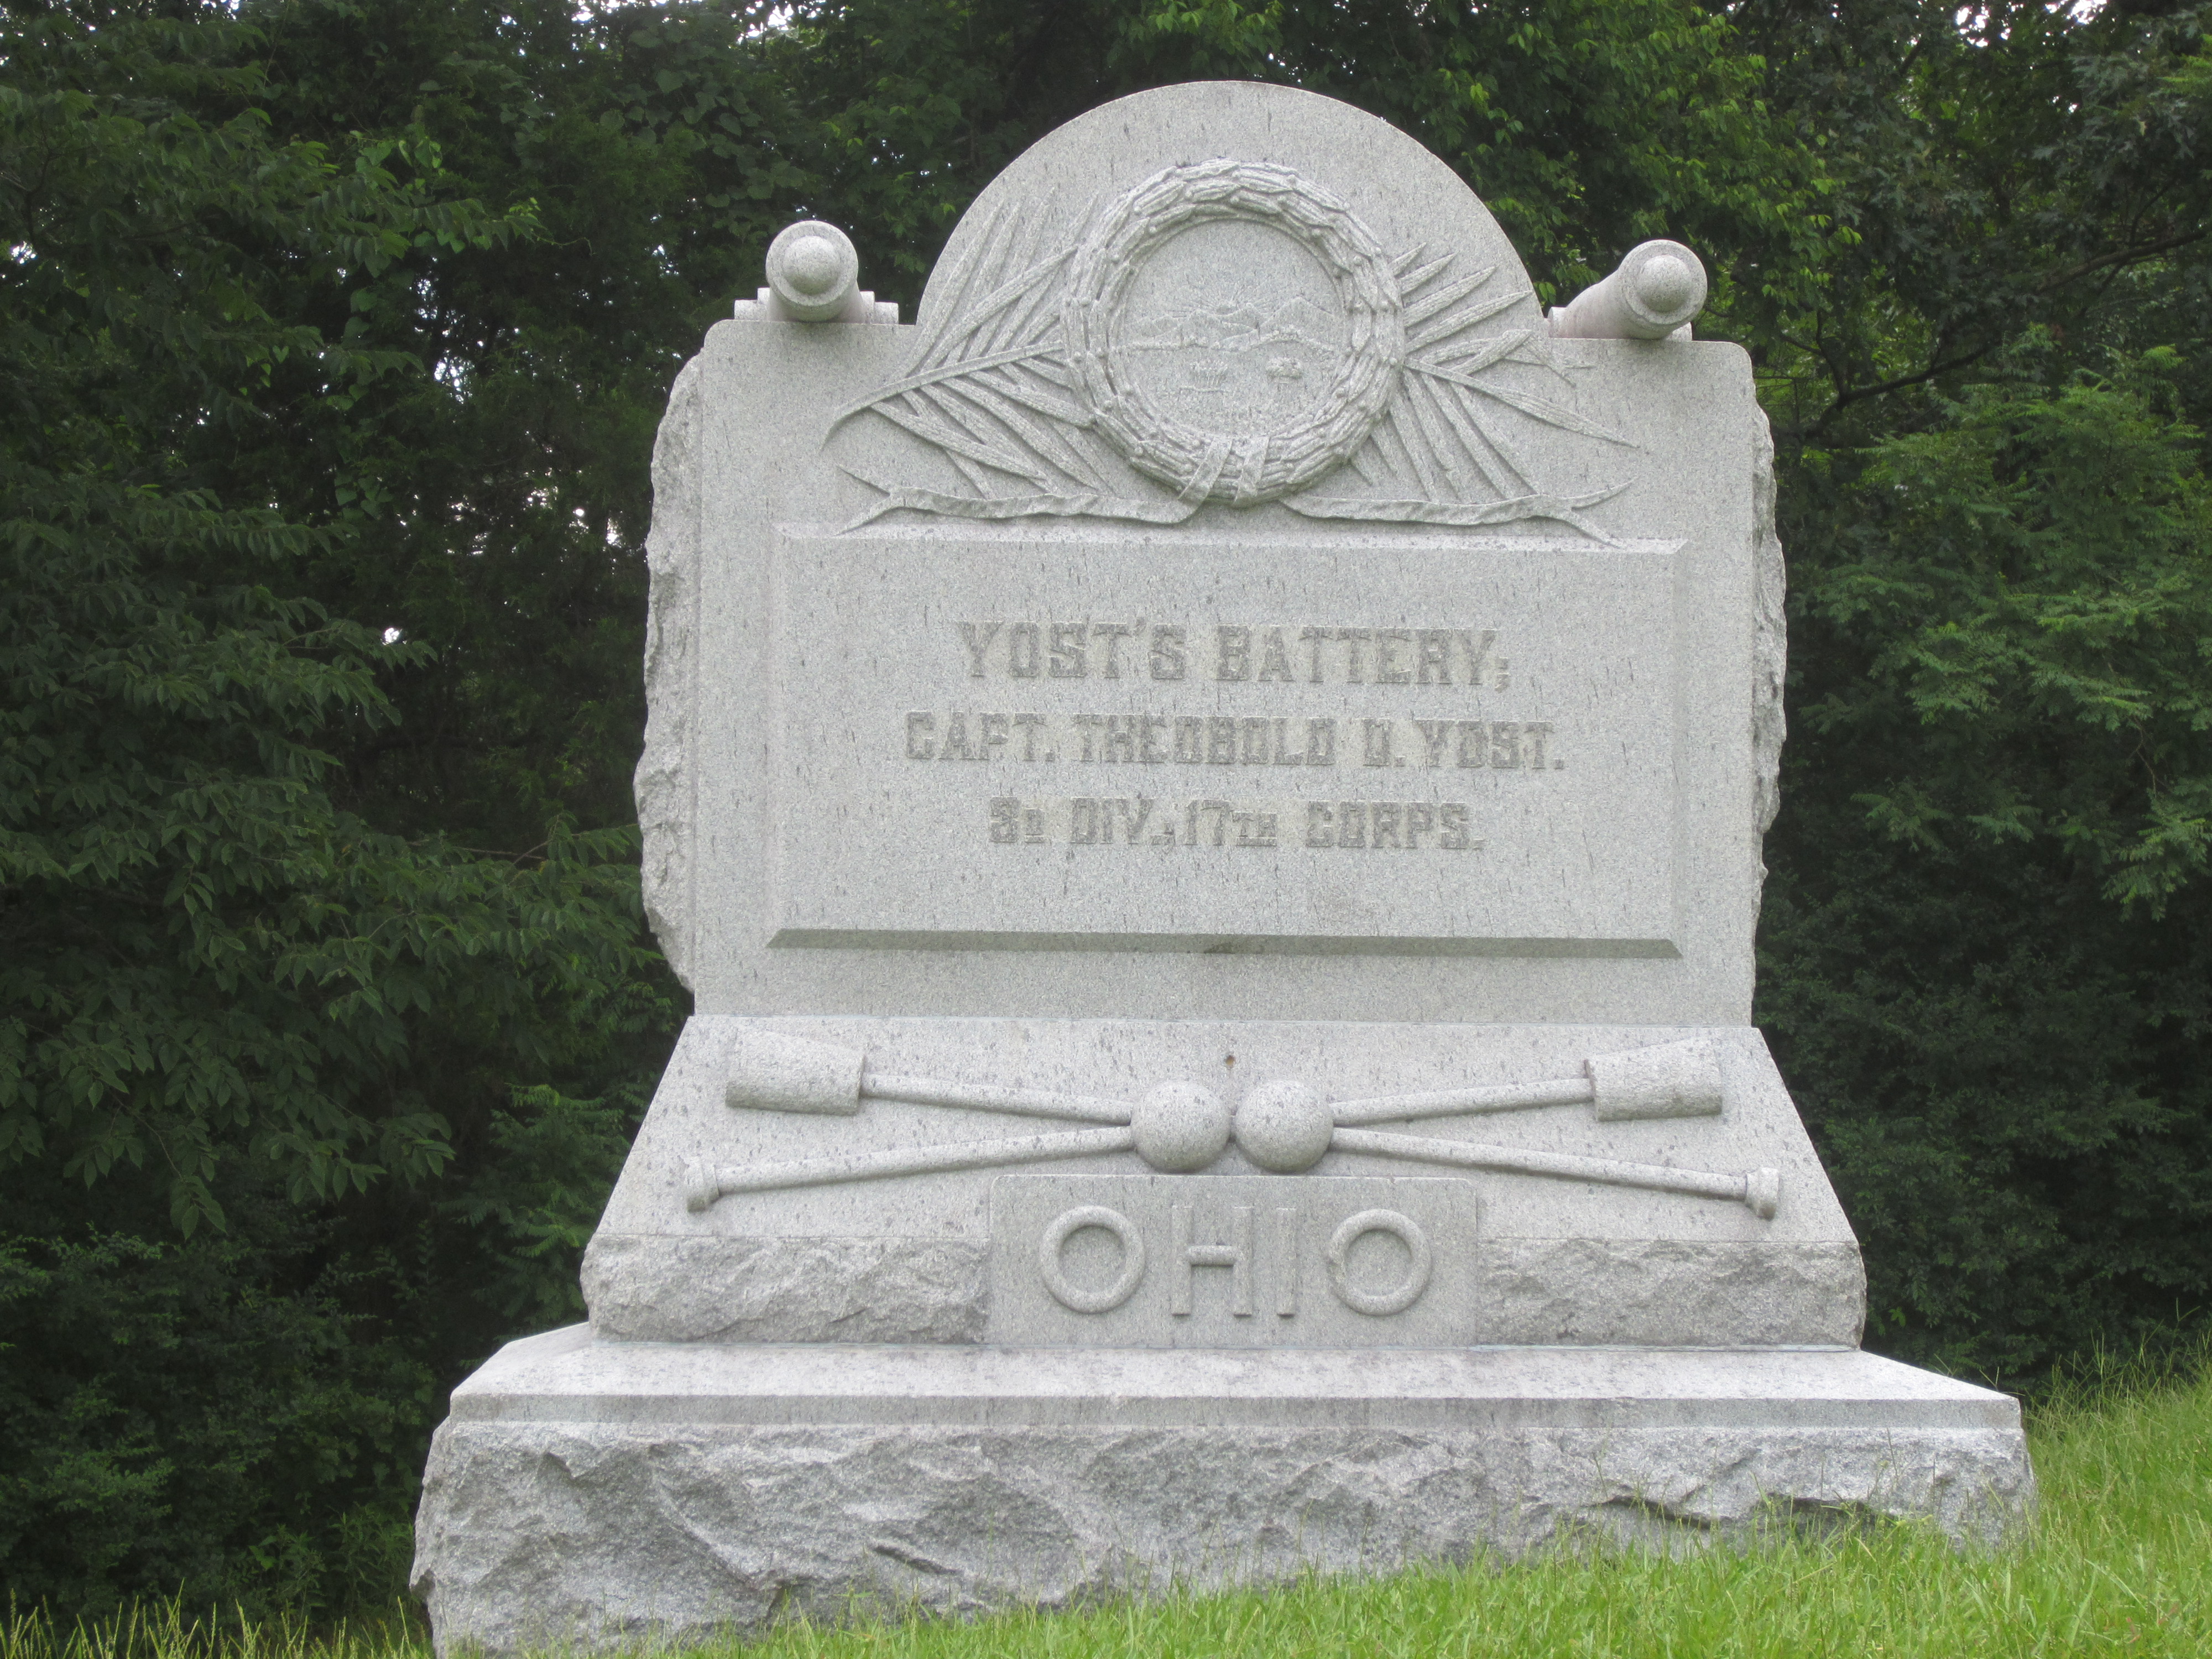 YOST'S BATTERY;
CAPT. THEOBOLD D. YOST.
3D DIV., 17TH CORPS.
OHIO